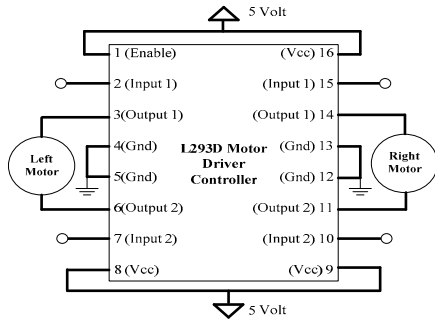 5 Volt
1 (Enable)
(Vcc) 16
2 (Input 1)
(Input 1) 15
3(Output 1)
(Output 1) 14
4(Gnd)
(Gnd) 13
L293D Motor
Driver
Controller
Left
Motor
Right
Motor
5(Gnd)
(Gnd) 12
6(Output 2)
(Output 2) 11
7(Input 2)
(Input 2) 10
8 (Vcc)
(Vcc) 9
5 Volt